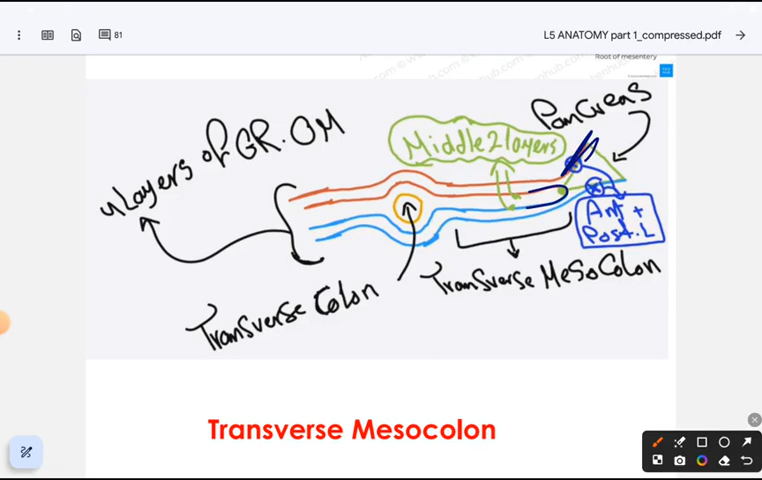 81
L5 ANATOMY part 1_compressed.pdf
Root of mesentery
Pancreas
4 Layers of GR.OM
Middle 2 layers
Ant +
Post.L
Transverse Mesocolon
Transverse Colon
Transverse Mesocolon